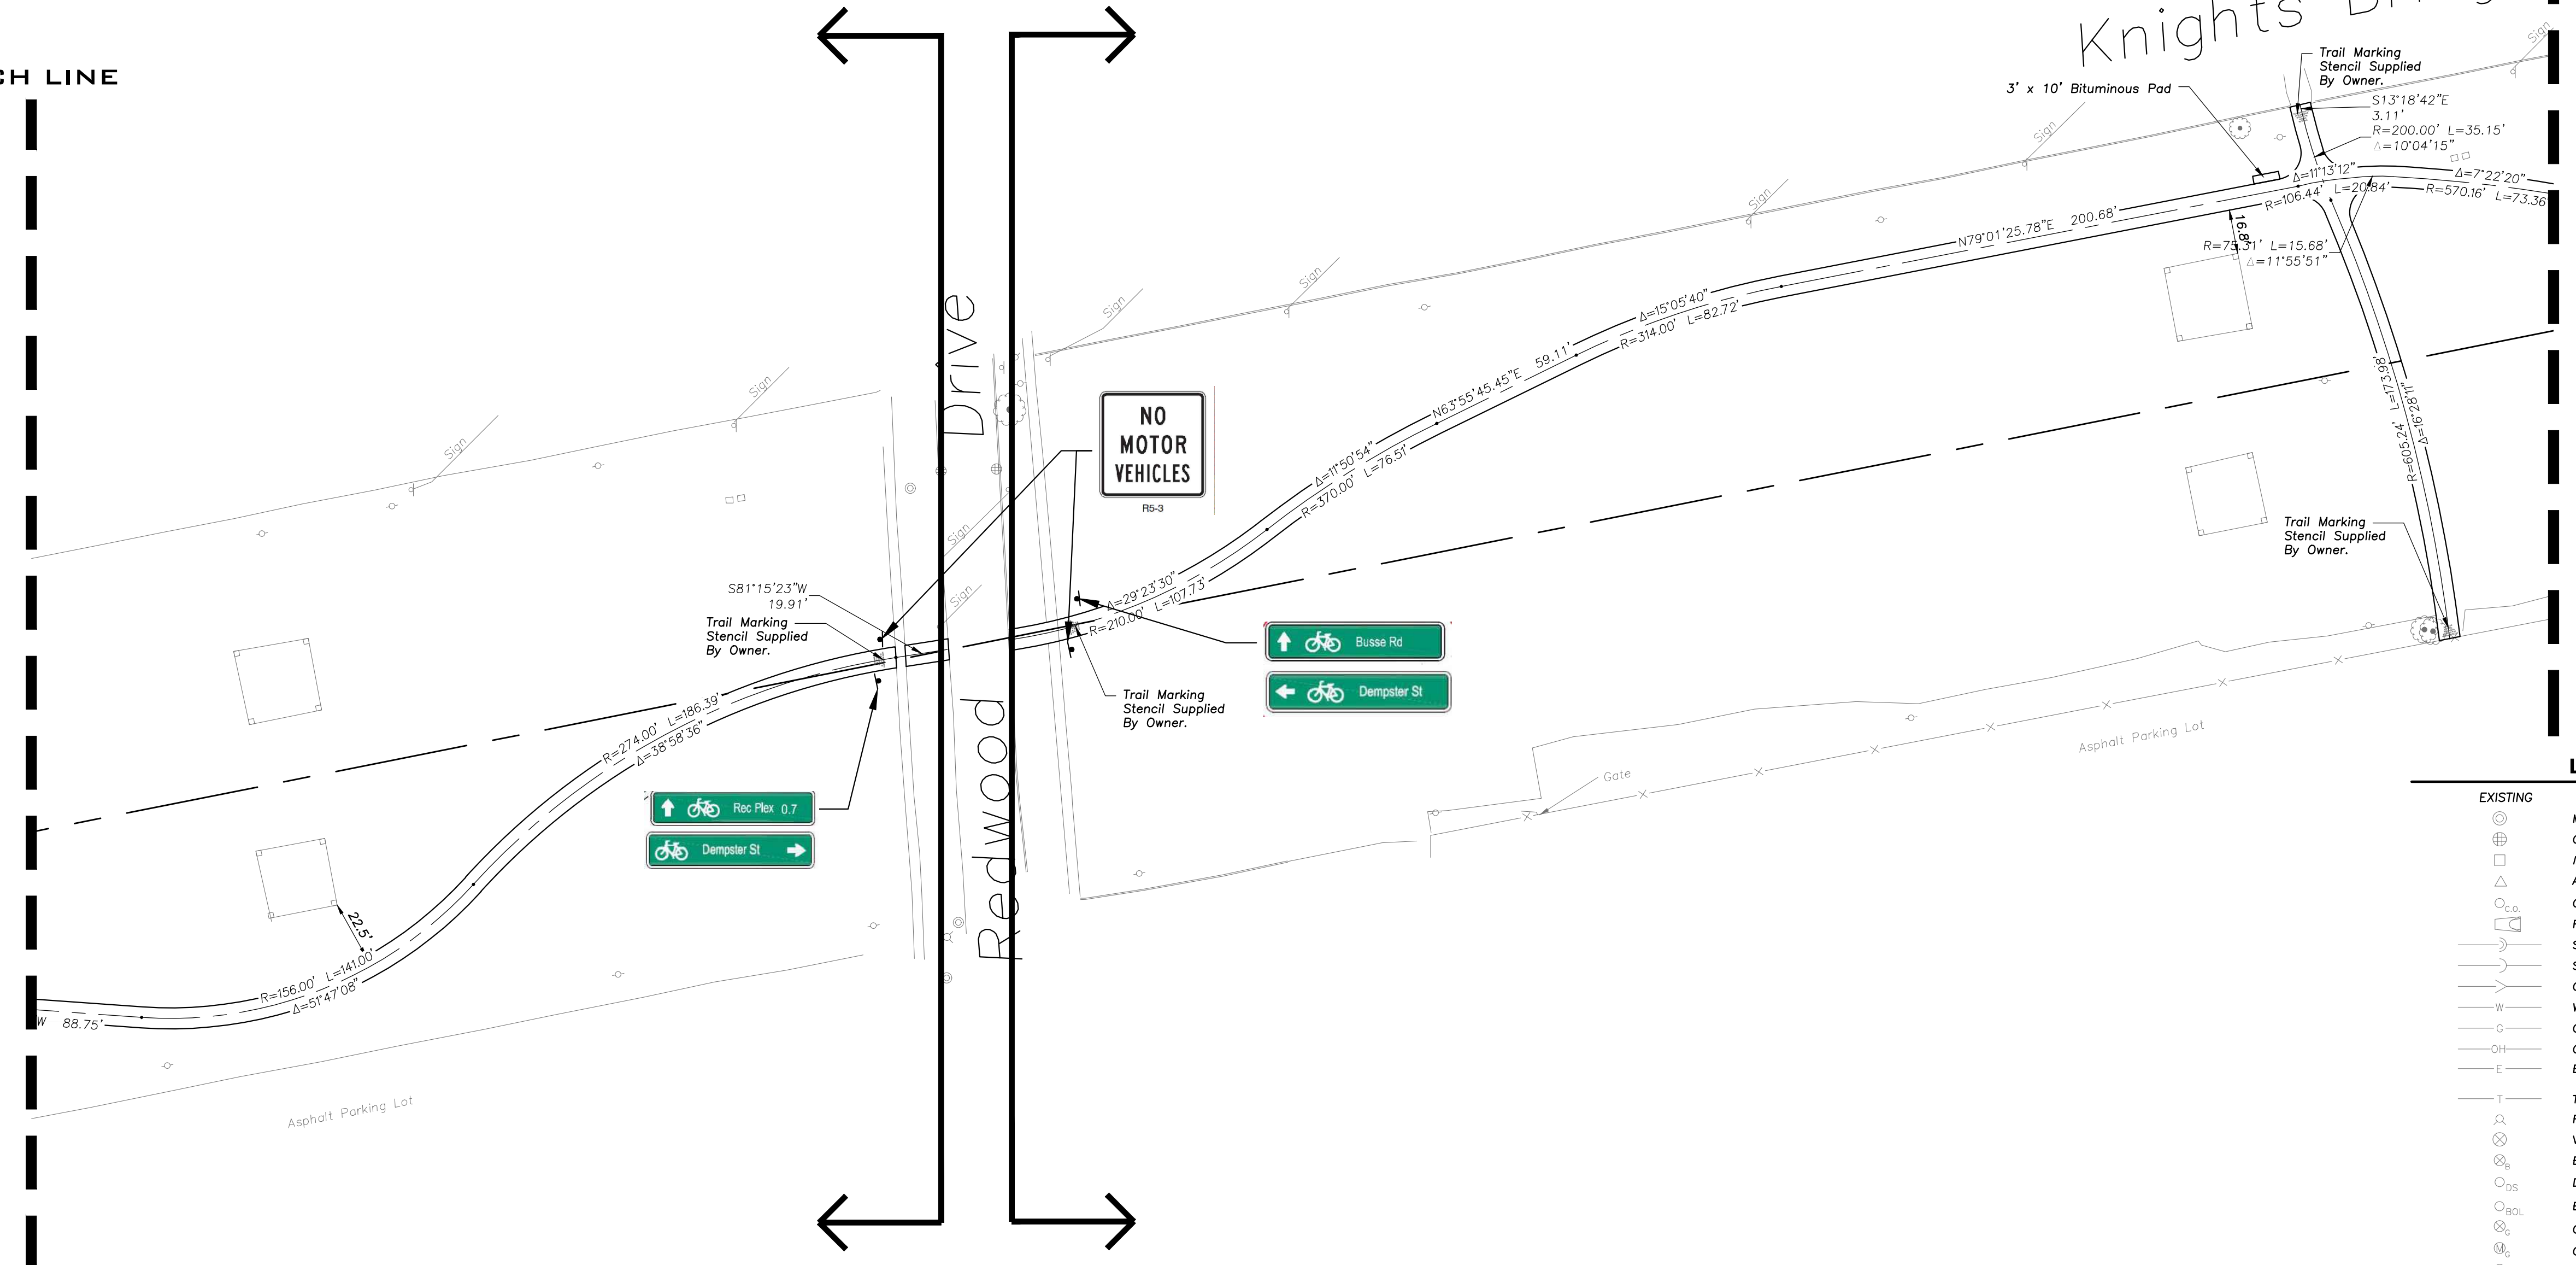 CH LINE
Knights
Trail Marking
Stencil Supplied
By Owner.
3' x 10' Bituminous Pad
S13°18'42"E
3.11'
R=200.00' L=35.15'
Δ=10°04'15"
Δ=11°13'12"
R=106.44' L=20.84'
Δ=7°22'20"
R=570.16' L=73.36'
16.8'
R=75.31' L=15.68'
Δ=11°55'51"
N79°01'25.78"E 200.68'
Δ=15°05'40"
R=314.00' L=82.72'
N63°55'45.45"E 59.11'
Δ=11°50'54"
R=370.00' L=76.51'
R=605.24' L=173.98'
Δ=16°28'11"
Trail Marking
Stencil Supplied
By Owner.
Sign
Sign
Sign
Sign
Sign
Sign
Sign
Sign
Sign
Redwood Drive
NO
MOTOR
VEHICLES
R5-3
Δ=29°23'30"
R=210.00' L=107.73'
S81°15'23"W
19.91'
Trail Marking
Stencil Supplied
By Owner.
Busse Rd
Dempster St
Trail Marking
Stencil Supplied
By Owner.
R=274.00' L=186.39'
Δ=38°58'36"
Rec Plex 0.7
Dempster St
22.5'
R=156.00' L=141.00'
Δ=51°47'08"
W 88.75'
Asphalt Parking Lot
Gate
Asphalt Parking Lot
L
EXISTING
C.O.
W
G
OH
E
T
B
DS
BOL
G
M G